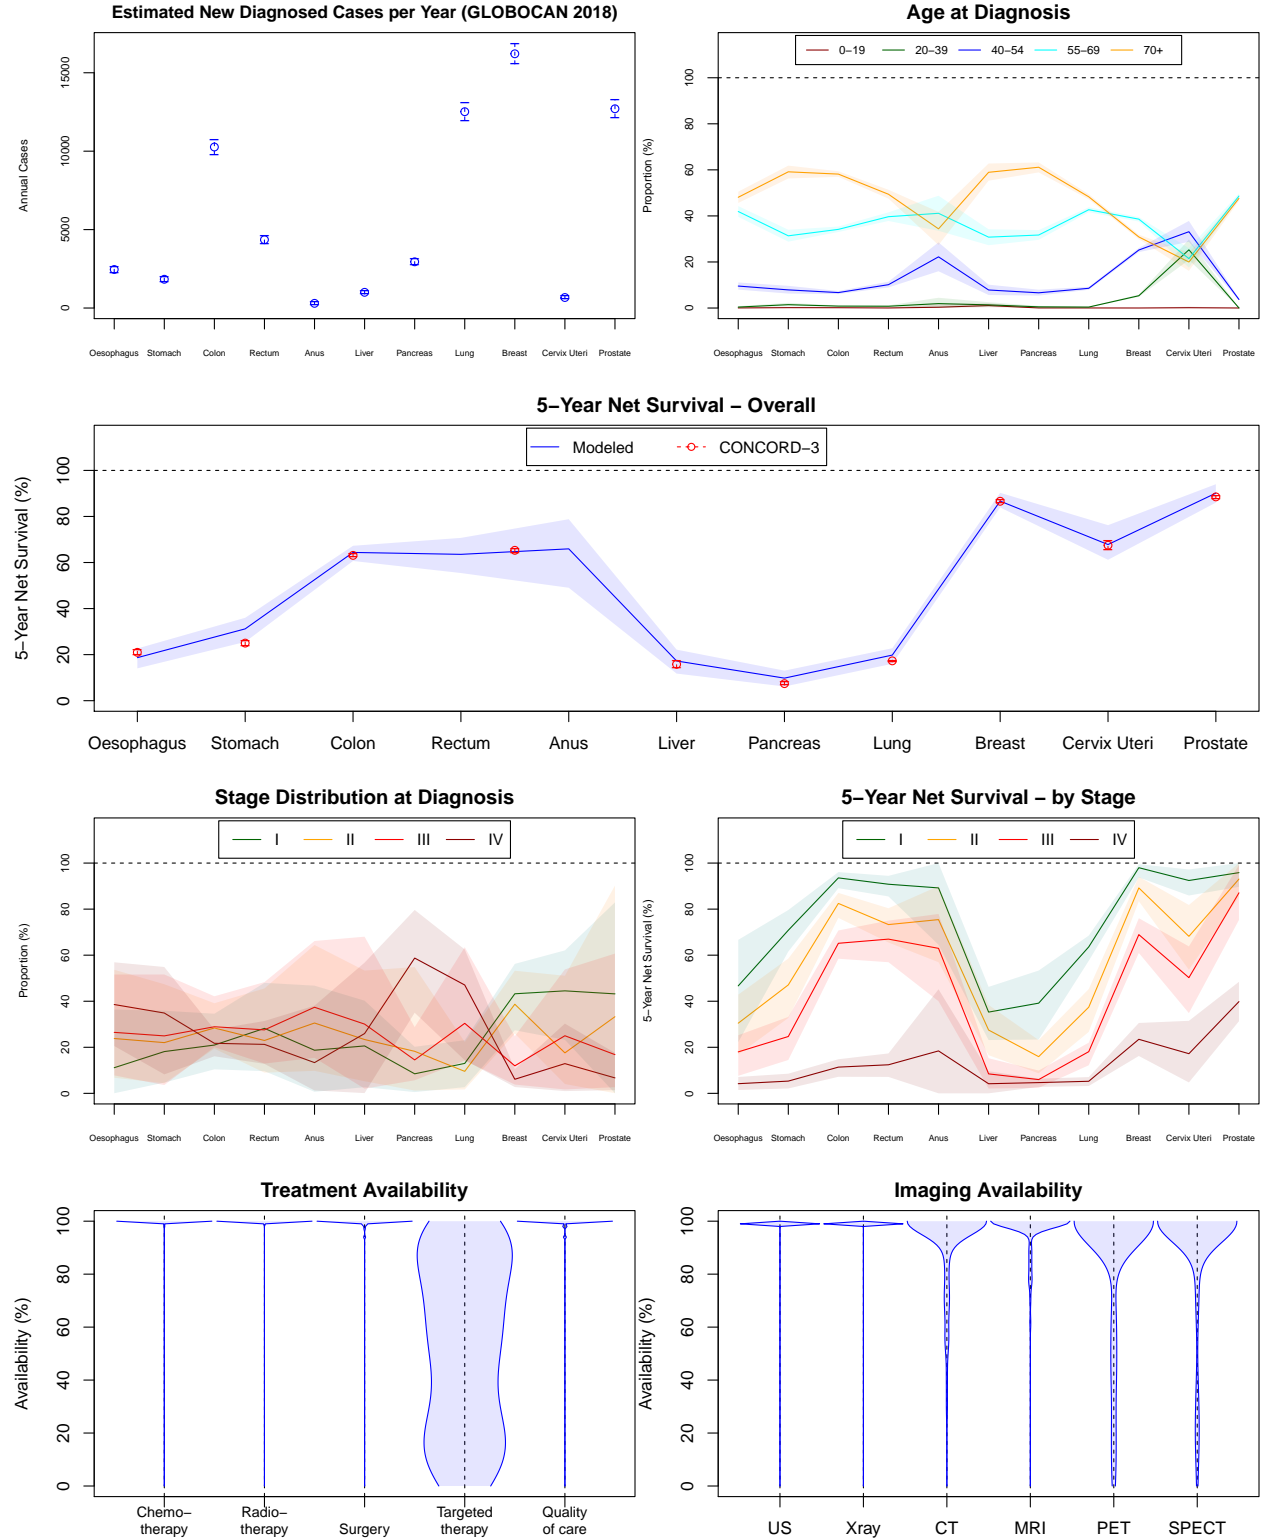 Estimated New Diagnosed Cases per Year (GLOBOCAN 2018)
Annual Cases
15000
10000
5000
0
Oesophagus Stomach Colon Rectum Anus Liver Pancreas Lung Breast Cervix Uteri Prostate
Age at Diagnosis
0–19 20–39 40–54 55–69 70+
Proportion (%)
100
80
60
40
20
0
Oesophagus Stomach Colon Rectum Anus Liver Pancreas Lung Breast Cervix Uteri Prostate
5–Year Net Survival – Overall
Modeled CONCORD–3
5–Year Net Survival (%)
100
80
60
40
20
0
Oesophagus Stomach Colon Rectum Anus Liver Pancreas Lung Breast Cervix Uteri Prostate
Stage Distribution at Diagnosis
I II III IV
Proportion (%)
100
80
60
40
20
0
Oesophagus Stomach Colon Rectum Anus Liver Pancreas Lung Breast Cervix Uteri Prostate
5–Year Net Survival – by Stage
I II III IV
5–Year Net Survival (%)
100
80
60
40
20
0
Oesophagus Stomach Colon Rectum Anus Liver Pancreas Lung Breast Cervix Uteri Prostate
Treatment Availability
Availability (%)
100
80
60
40
20
0
Chemo– Radio– Targeted Quality
therapy therapy Surgery therapy of care
Imaging Availability
Availability (%)
100
80
60
40
20
0
US Xray CT MRI PET SPECT